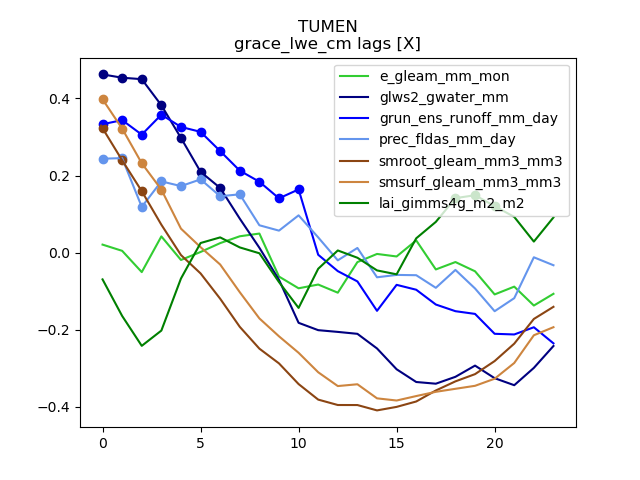 TUMEN
grace_lwe_cm lags [X]
e_gleam_mm_mon
glws2_gwater_mm
grun_ens_runoff_mm_day
prec_fldas_mm_day
smroot_gleam_mm3_mm3
smsurf_gleam_mm3_mm3
lai_gimms4g_m2_m2
0.4
0.2
0.0
−0.2
−0.4
0 5 10 15 20